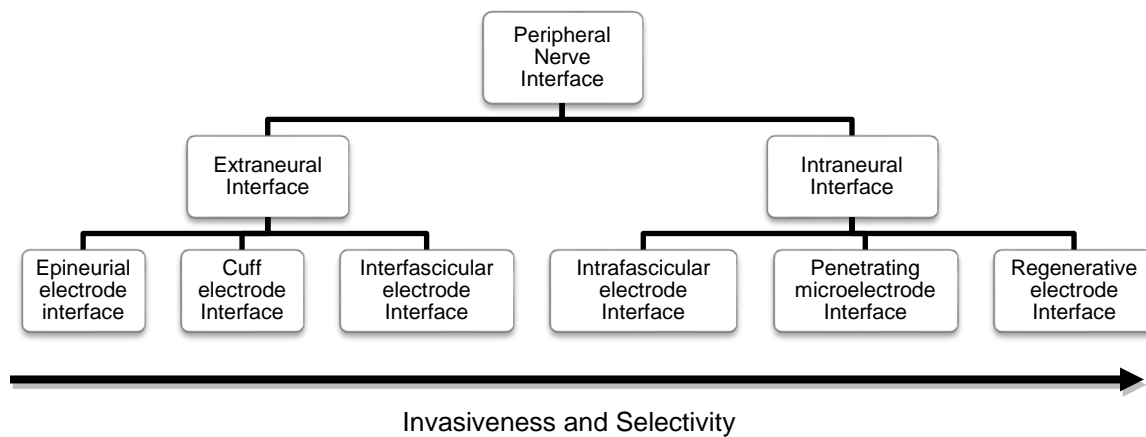 Peripheral
Nerve
Interface
Extraneural
Interface
Intraneural
Interface
Epineurial
electrode
interface
Cuff
electrode
Interface
Interfascicular
electrode
Interface
Intrafascicular
electrode
Interface
Penetrating
microelectrode
Interface
Regenerative
electrode
Interface
Invasiveness and Selectivity